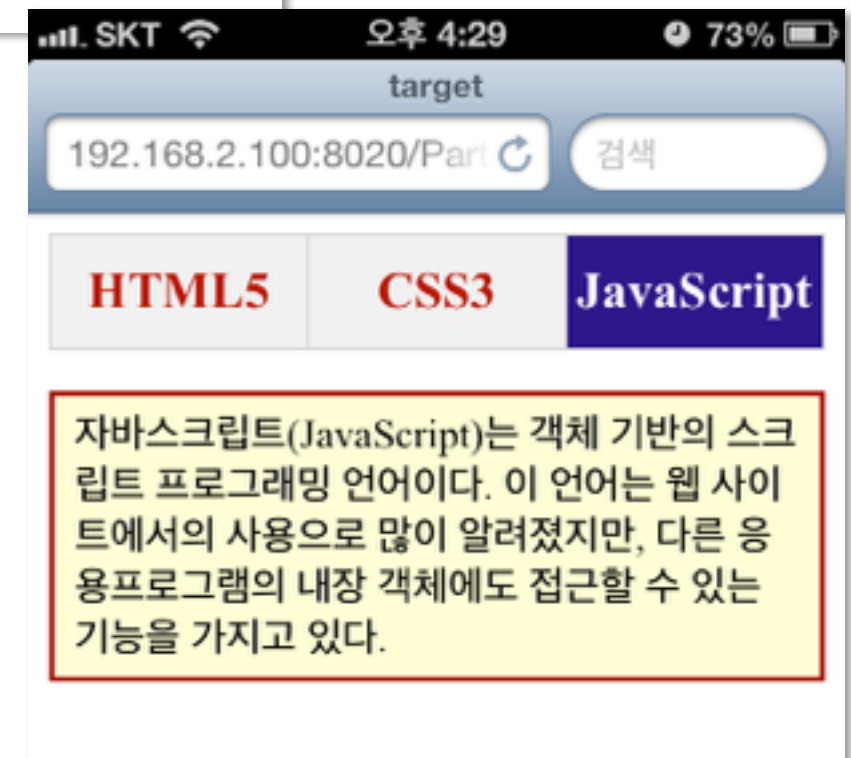 SKT 오후 4:29 73%
target
192.168.2.100:8020/Part 검색
HTML5 CSS3 JavaScript
자바스크립트(JavaScript)는 객체 기반의 스크
립트 프로그래밍 언어이다. 이 언어는 웹 사이
트에서의 사용으로 많이 알려졌지만, 다른 응
용프로그램의 내장 객체에도 접근할 수 있는
기능을 가지고 있다.